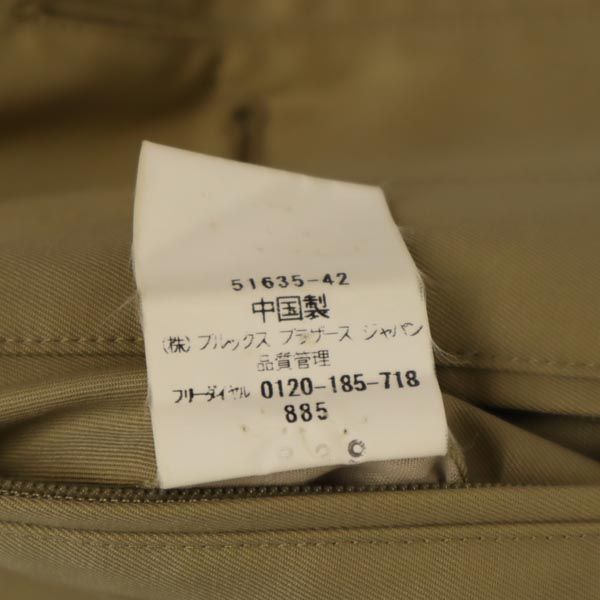 51635-42
中国製
(株) ブルックス ブラザース ジャパン
品質管理
フリーダイヤル 0120-185-718
885